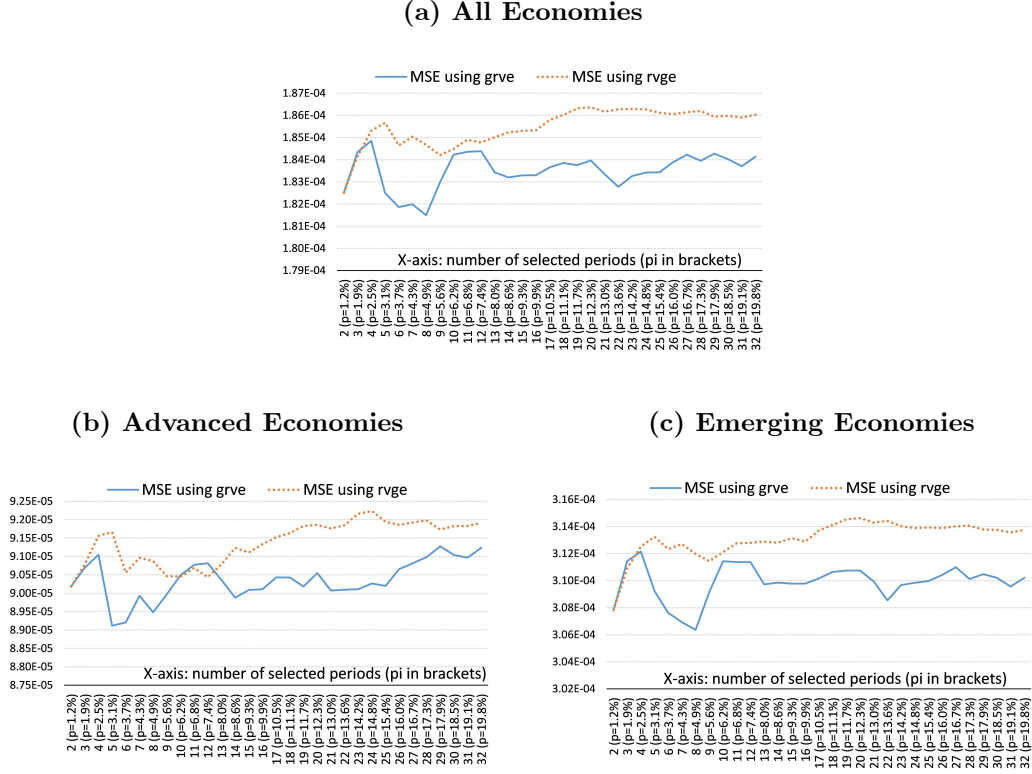 (a) All Economies
MSE using grve MSE using rvge
1.87E-04
1.86E-04
1.85E-04
1.84E-04
1.83E-04
1.82E-04
1.81E-04
1.80E-04
1.79E-04
X-axis: number of selected periods (pi in brackets)
2 (p=1.2%)
3 (p=1.9%)
4 (p=2.5%)
5 (p=3.1%)
6 (p=3.7%)
7 (p=4.3%)
8 (p=4.9%)
9 (p=5.6%)
10 (p=6.2%)
11 (p=6.8%)
12 (p=7.4%)
13 (p=8.0%)
14 (p=8.6%)
15 (p=9.3%)
16 (p=9.9%)
17 (p=10.5%)
18 (p=11.1%)
19 (p=11.7%)
20 (p=12.3%)
21 (p=13.0%)
22 (p=13.6%)
23 (p=14.2%)
24 (p=14.8%)
25 (p=15.4%)
26 (p=16.0%)
27 (p=16.7%)
28 (p=17.3%)
29 (p=17.9%)
30 (p=18.5%)
31 (p=19.1%)
32 (p=19.8%)
(b) Advanced Economies
MSE using grve MSE using rvge
9.25E-05
9.20E-05
9.15E-05
9.10E-05
9.05E-05
9.00E-05
8.95E-05
8.90E-05
8.85E-05
8.80E-05
8.75E-05
X-axis: number of selected periods (pi in brackets)
2 (p=1.2%)
3 (p=1.9%)
4 (p=2.5%)
5 (p=3.1%)
6 (p=3.7%)
7 (p=4.3%)
8 (p=4.9%)
9 (p=5.6%)
10 (p=6.2%)
11 (p=6.8%)
12 (p=7.4%)
13 (p=8.0%)
14 (p=8.6%)
15 (p=9.3%)
16 (p=9.9%)
17 (p=10.5%)
18 (p=11.1%)
19 (p=11.7%)
20 (p=12.3%)
21 (p=13.0%)
22 (p=13.6%)
23 (p=14.2%)
24 (p=14.8%)
25 (p=15.4%)
26 (p=16.0%)
27 (p=16.7%)
28 (p=17.3%)
29 (p=17.9%)
30 (p=18.5%)
31 (p=19.1%)
32 (p=19.8%)
(c) Emerging Economies
MSE using grve MSE using rvge
3.16E-04
3.14E-04
3.12E-04
3.10E-04
3.08E-04
3.06E-04
3.04E-04
3.02E-04
X-axis: number of selected periods (pi in brackets)
2 (p=1.2%)
3 (p=1.9%)
4 (p=2.5%)
5 (p=3.1%)
6 (p=3.7%)
7 (p=4.3%)
8 (p=4.9%)
9 (p=5.6%)
10 (p=6.2%)
11 (p=6.8%)
12 (p=7.4%)
13 (p=8.0%)
14 (p=8.6%)
15 (p=9.3%)
16 (p=9.9%)
17 (p=10.5%)
18 (p=11.1%)
19 (p=11.7%)
20 (p=12.3%)
21 (p=13.0%)
22 (p=13.6%)
23 (p=14.2%)
24 (p=14.8%)
25 (p=15.4%)
26 (p=16.0%)
27 (p=16.7%)
28 (p=17.3%)
29 (p=17.9%)
30 (p=18.5%)
31 (p=19.1%)
32 (p=19.8%)